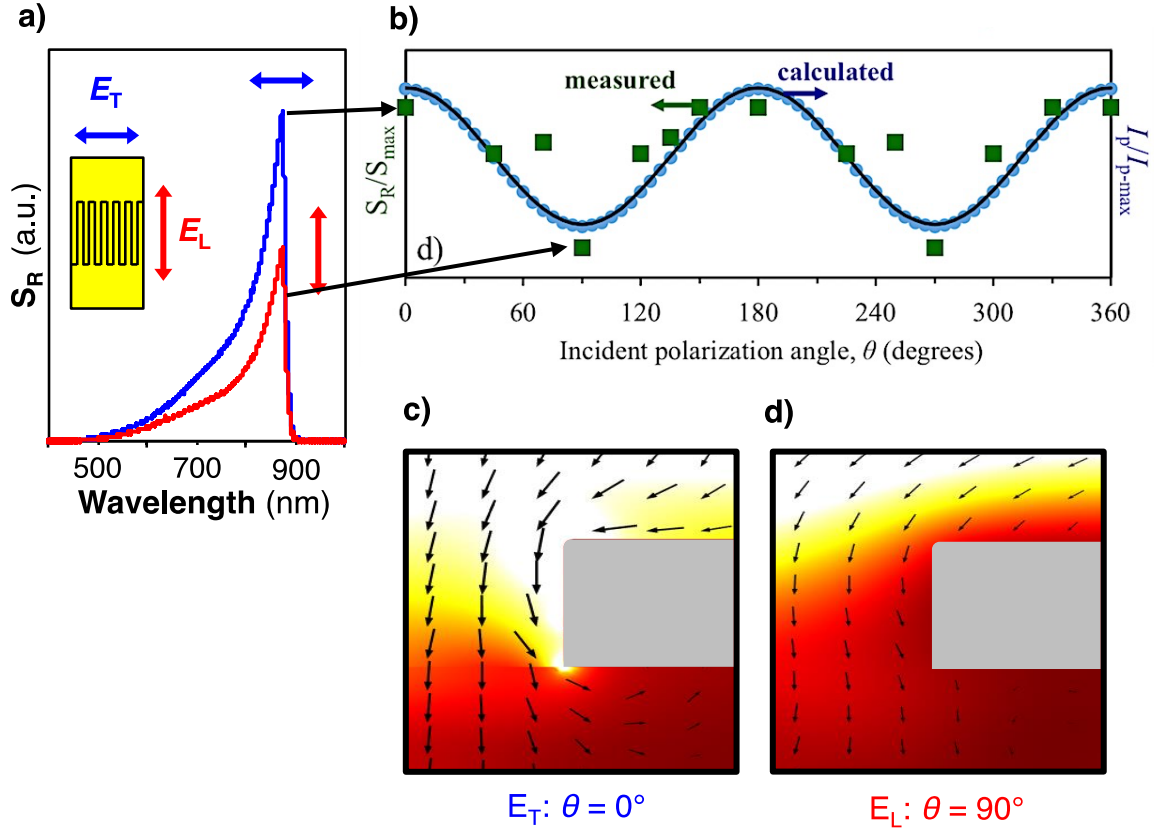 a)
E_T
E_L
S_R (a.u.)
500 700 900
Wavelength (nm)
b)
measured
calculated
S_R/S_max
I_p/I_p-max
d)
0 60 120 180 240 300 360
Incident polarization angle, θ (degrees)
c)
d)
E_T: θ = 0°
E_L: θ = 90°